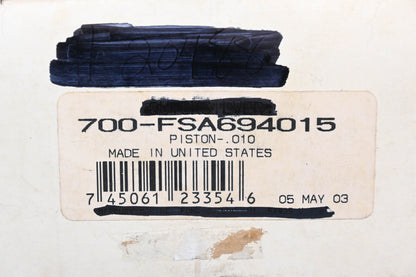 700-FSA694015
PISTON-.010
MADE IN UNITED STATES
7 45061 23354 6
05 MAY 03